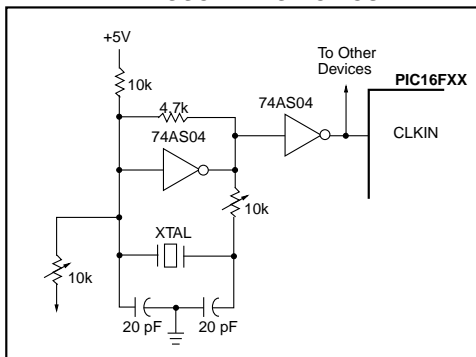 +5V
To Other
Devices
PIC16FXX
10k
4.7k
74AS04
74AS04
CLKIN
10k
XTAL
10k
20 pF
20 pF